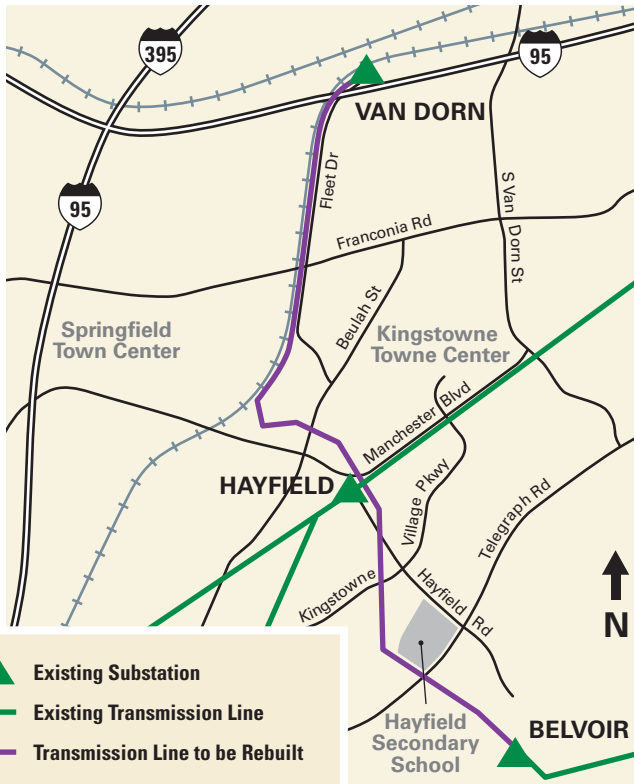 395
95
VAN DORN
Fleet Dr
S Van Dorn St
95
Franconia Rd
Beulah St
Springfield
Town Center
Kingstowne
Towne Center
Manchester Blvd
HAYFIELD
Village Pkwy
Telegraph Rd
Kingstowne
Hayfield Rd
N
Existing Substation
Existing Transmission Line
Transmission Line to be Rebuilt
Hayfield
Secondary
School
BELVOIR